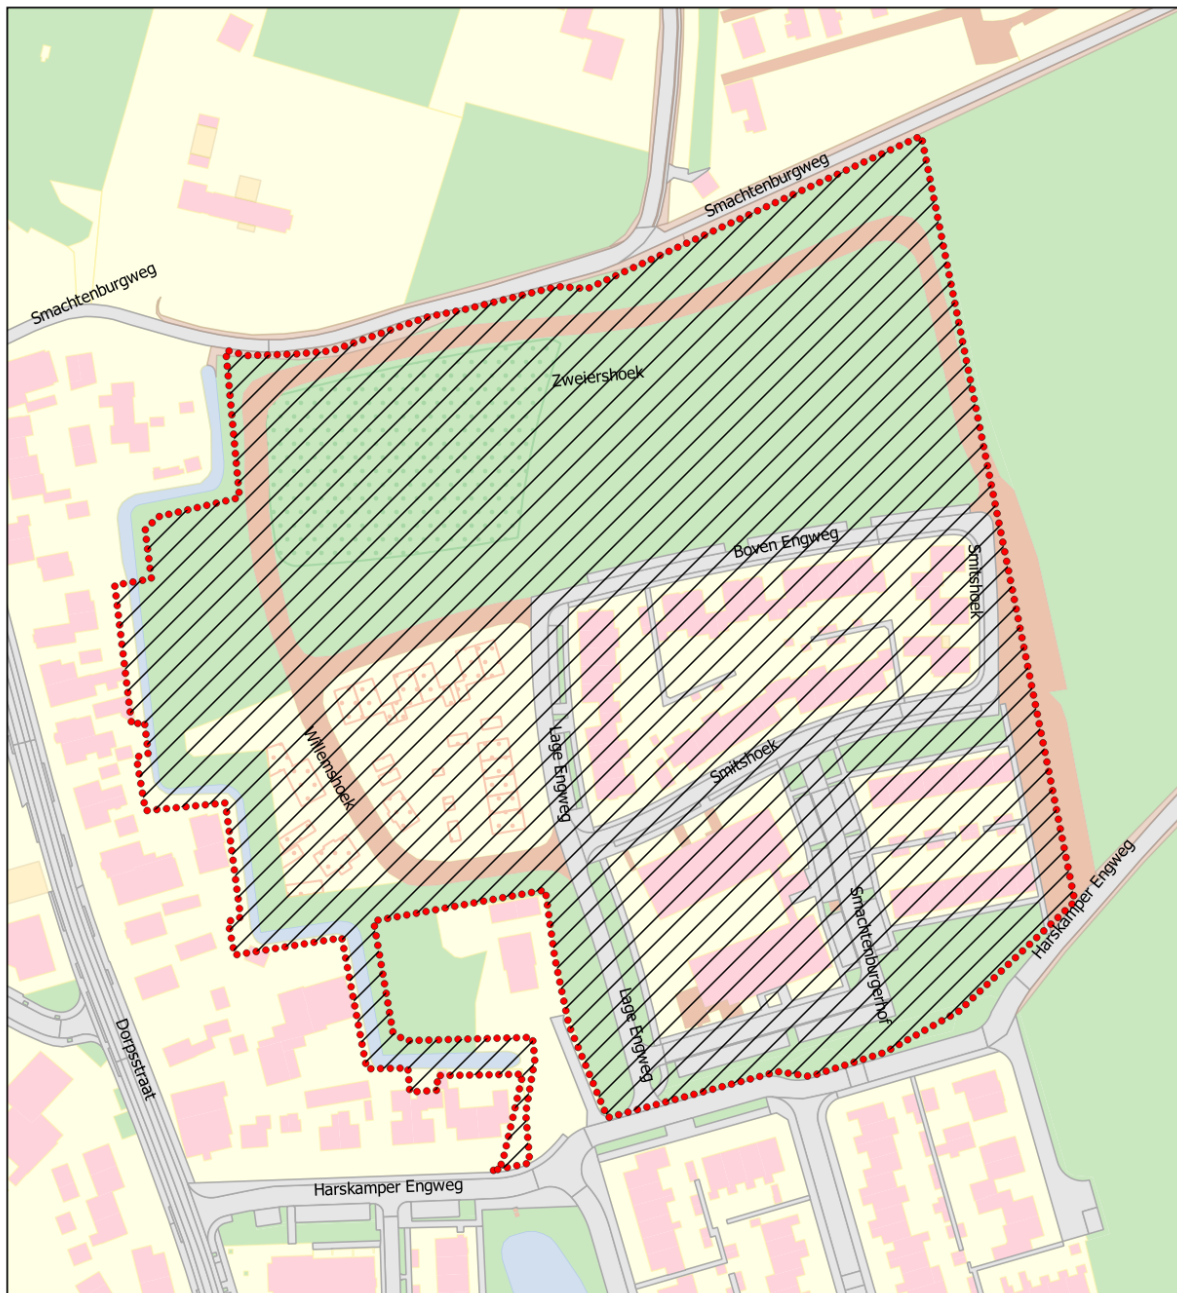 Smachtenburgweg
Smachtenburgweg
Zweiershoek
Boven Engweg
Smitshoek
Willemshoek
Lage Engweg
Smitshoek
Harskamper Engweg
Smachtenburgerhof
Lage Engweg
Dorpsstraat
Harskamper Engweg